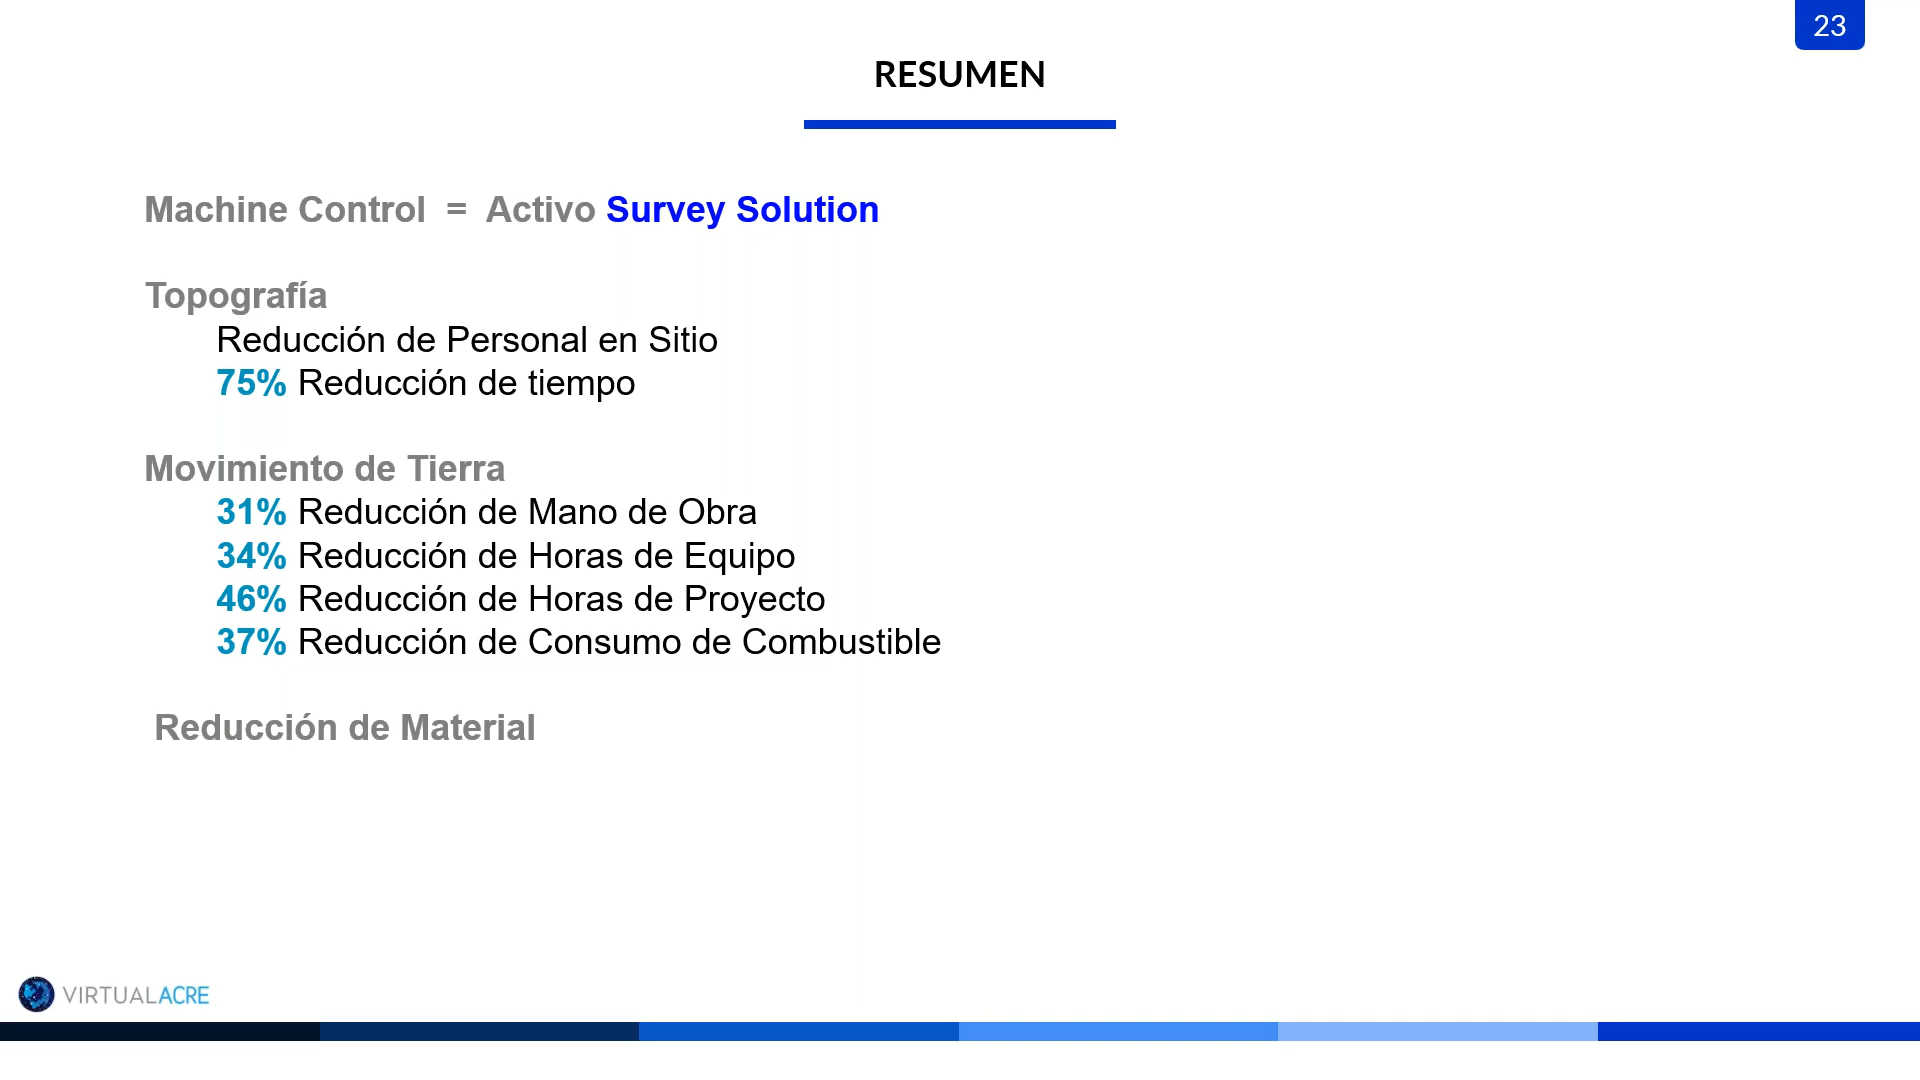 23
RESUMEN
Machine Control = Activo Survey Solution
Topografía
Reducción de Personal en Sitio
75% Reducción de tiempo
Movimiento de Tierra
31% Reducción de Mano de Obra
34% Reducción de Horas de Equipo
46% Reducción de Horas de Proyecto
37% Reducción de Consumo de Combustible
Reducción de Material
VIRTUALACRE